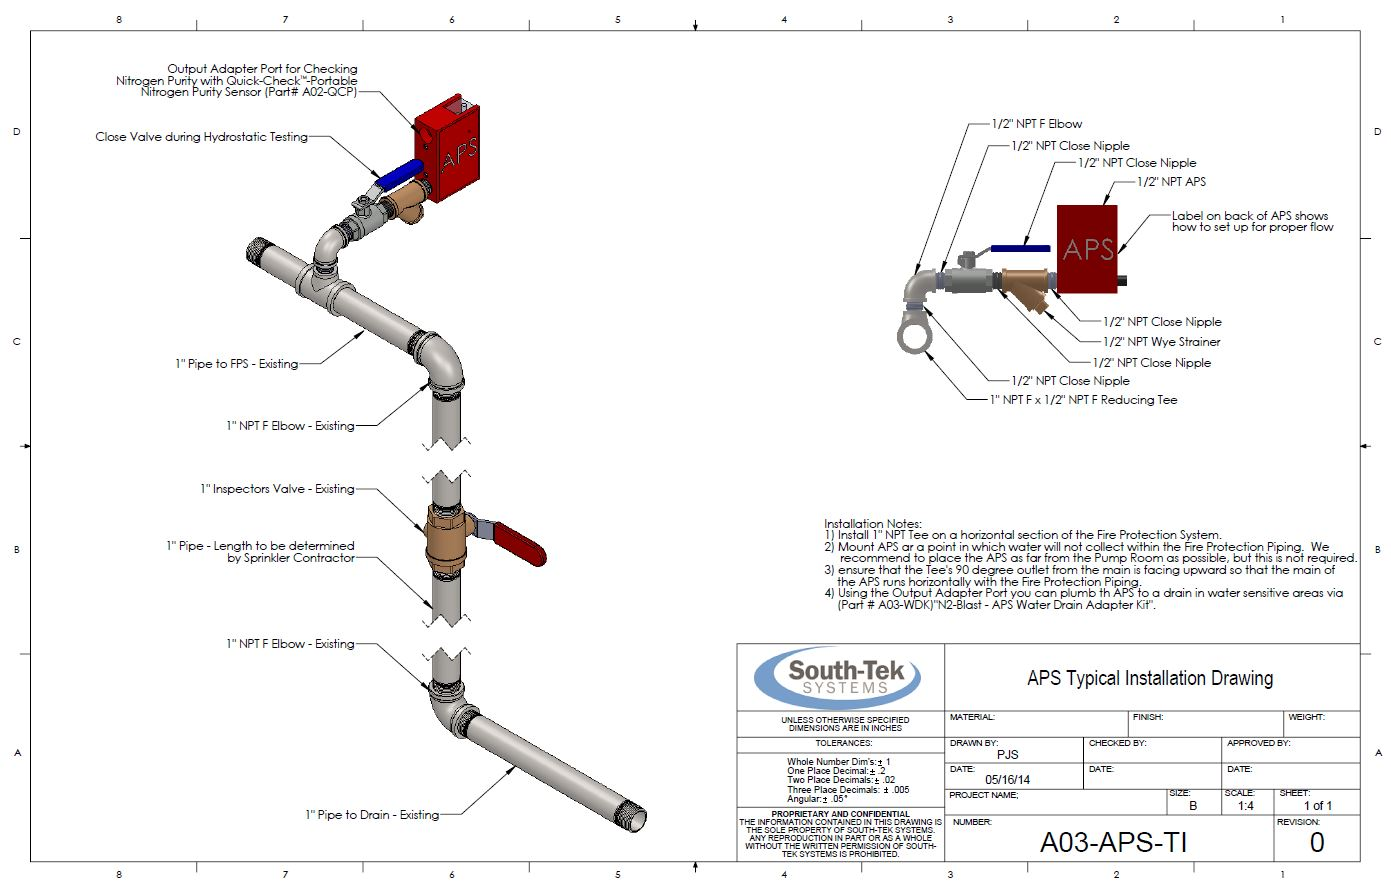 8 7 6 5 4 3 2 1
D
C
B
A
Output Adapter Port for Checking
Nitrogen Purity with Quick-Check™-Portable
Nitrogen Purity Sensor (Part# A02-QCP)
Close Valve during Hydrostatic Testing
APS
1" Pipe to FPS - Existing
1" NPT F Elbow - Existing
1" Inspectors Valve - Existing
1" Pipe - Length to be determined
by Sprinkler Contractor
1" NPT F Elbow - Existing
1" Pipe to Drain - Existing
1/2" NPT F Elbow
1/2" NPT Close Nipple
1/2" NPT Close Nipple
1/2" NPT APS
Label on back of APS shows
how to set up for proper flow
APS
1/2" NPT Close Nipple
1/2" NPT Wye Strainer
1/2" NPT Close Nipple
1/2" NPT Close Nipple
1" NPT F x 1/2" NPT F Reducing Tee
D
C
B
A
Installation Notes:
1) Install 1" NPT Tee on a horizontal section of the Fire Protection System.
2) Mount APS ar a point in which water will not collect within the Fire Protection Piping. We
recommend to place the APS as far from the Pump Room as possible, but this is not required.
3) ensure that the Tee's 90 degree outlet from the main is facing upward so that the main of
the APS runs horizontally with the Fire Protection Piping.
4) Using the Output Adapter Port you can plumb th APS to a drain in water sensitive areas via
(Part # A03-WDK)"N2-Blast - APS Water Drain Adapter Kit".
South-Tek
SYSTEMS
APS Typical Installation Drawing
UNLESS OTHERWISE SPECIFIED
DIMENSIONS ARE IN INCHES
TOLERANCES:
Whole Number Dim's:± 1
One Place Decimal:± .2
Two Place Decimals:± .02
Three Place Decimals: ± .005
Angular:± .05°
PROPRIETARY AND CONFIDENTIAL
THE INFORMATION CONTAINED IN THIS DRAWING IS
THE SOLE PROPERTY OF SOUTH-TEK SYSTEMS.
ANY REPRODUCTION IN PART OR AS A WHOLE
WITHOUT THE WRITTEN PERMISSION OF SOUTH-
TEK SYSTEMS IS PROHIBITED.
MATERIAL: FINISH: WEIGHT:
DRAWN BY: CHECKED BY: APPROVED BY:
PJS
DATE: DATE: DATE:
05/16/14
PROJECT NAME; SIZE: SCALE: SHEET:
B 1:4 1 of 1
NUMBER: REVISION:
A03-APS-TI 0
8 7 6 5 4 3 2 1